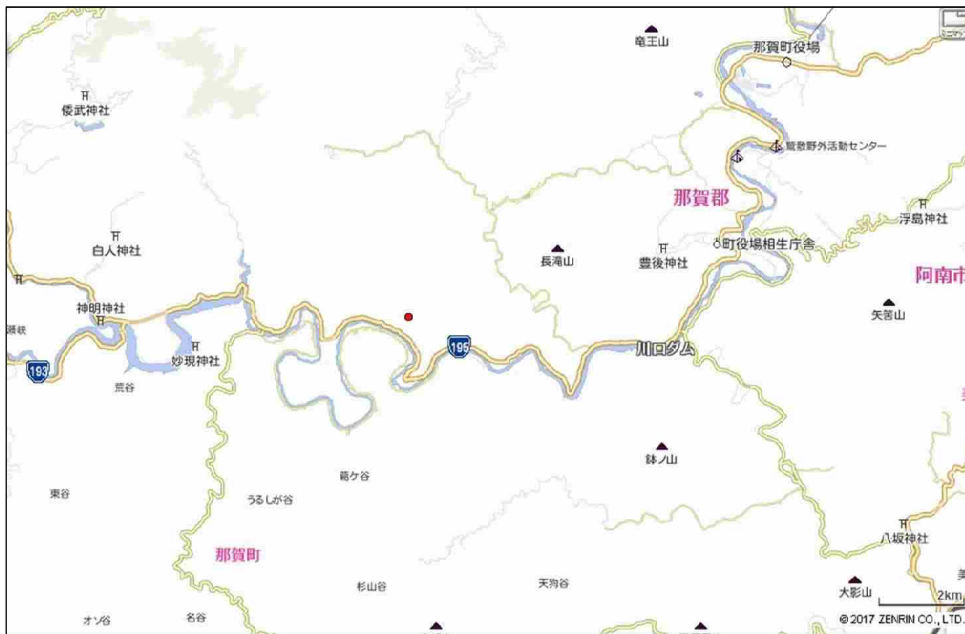 竜王山
那賀町役場
倭武神社
鷲敷野外活動センター
那賀郡
浮島神社
白人神社
町役場相生庁舎
長滝山
豊後神社
阿南市
矢筈山
神明神社
195
川口ダム
妙現神社
193
荒谷
鉢ノ山
箍ケ谷
東谷
うるしが谷
八坂神社
那賀町
杉山谷
天狗谷
大影山
2km
オソ谷
名谷
© 2017 ZENRIN CO., LTD.